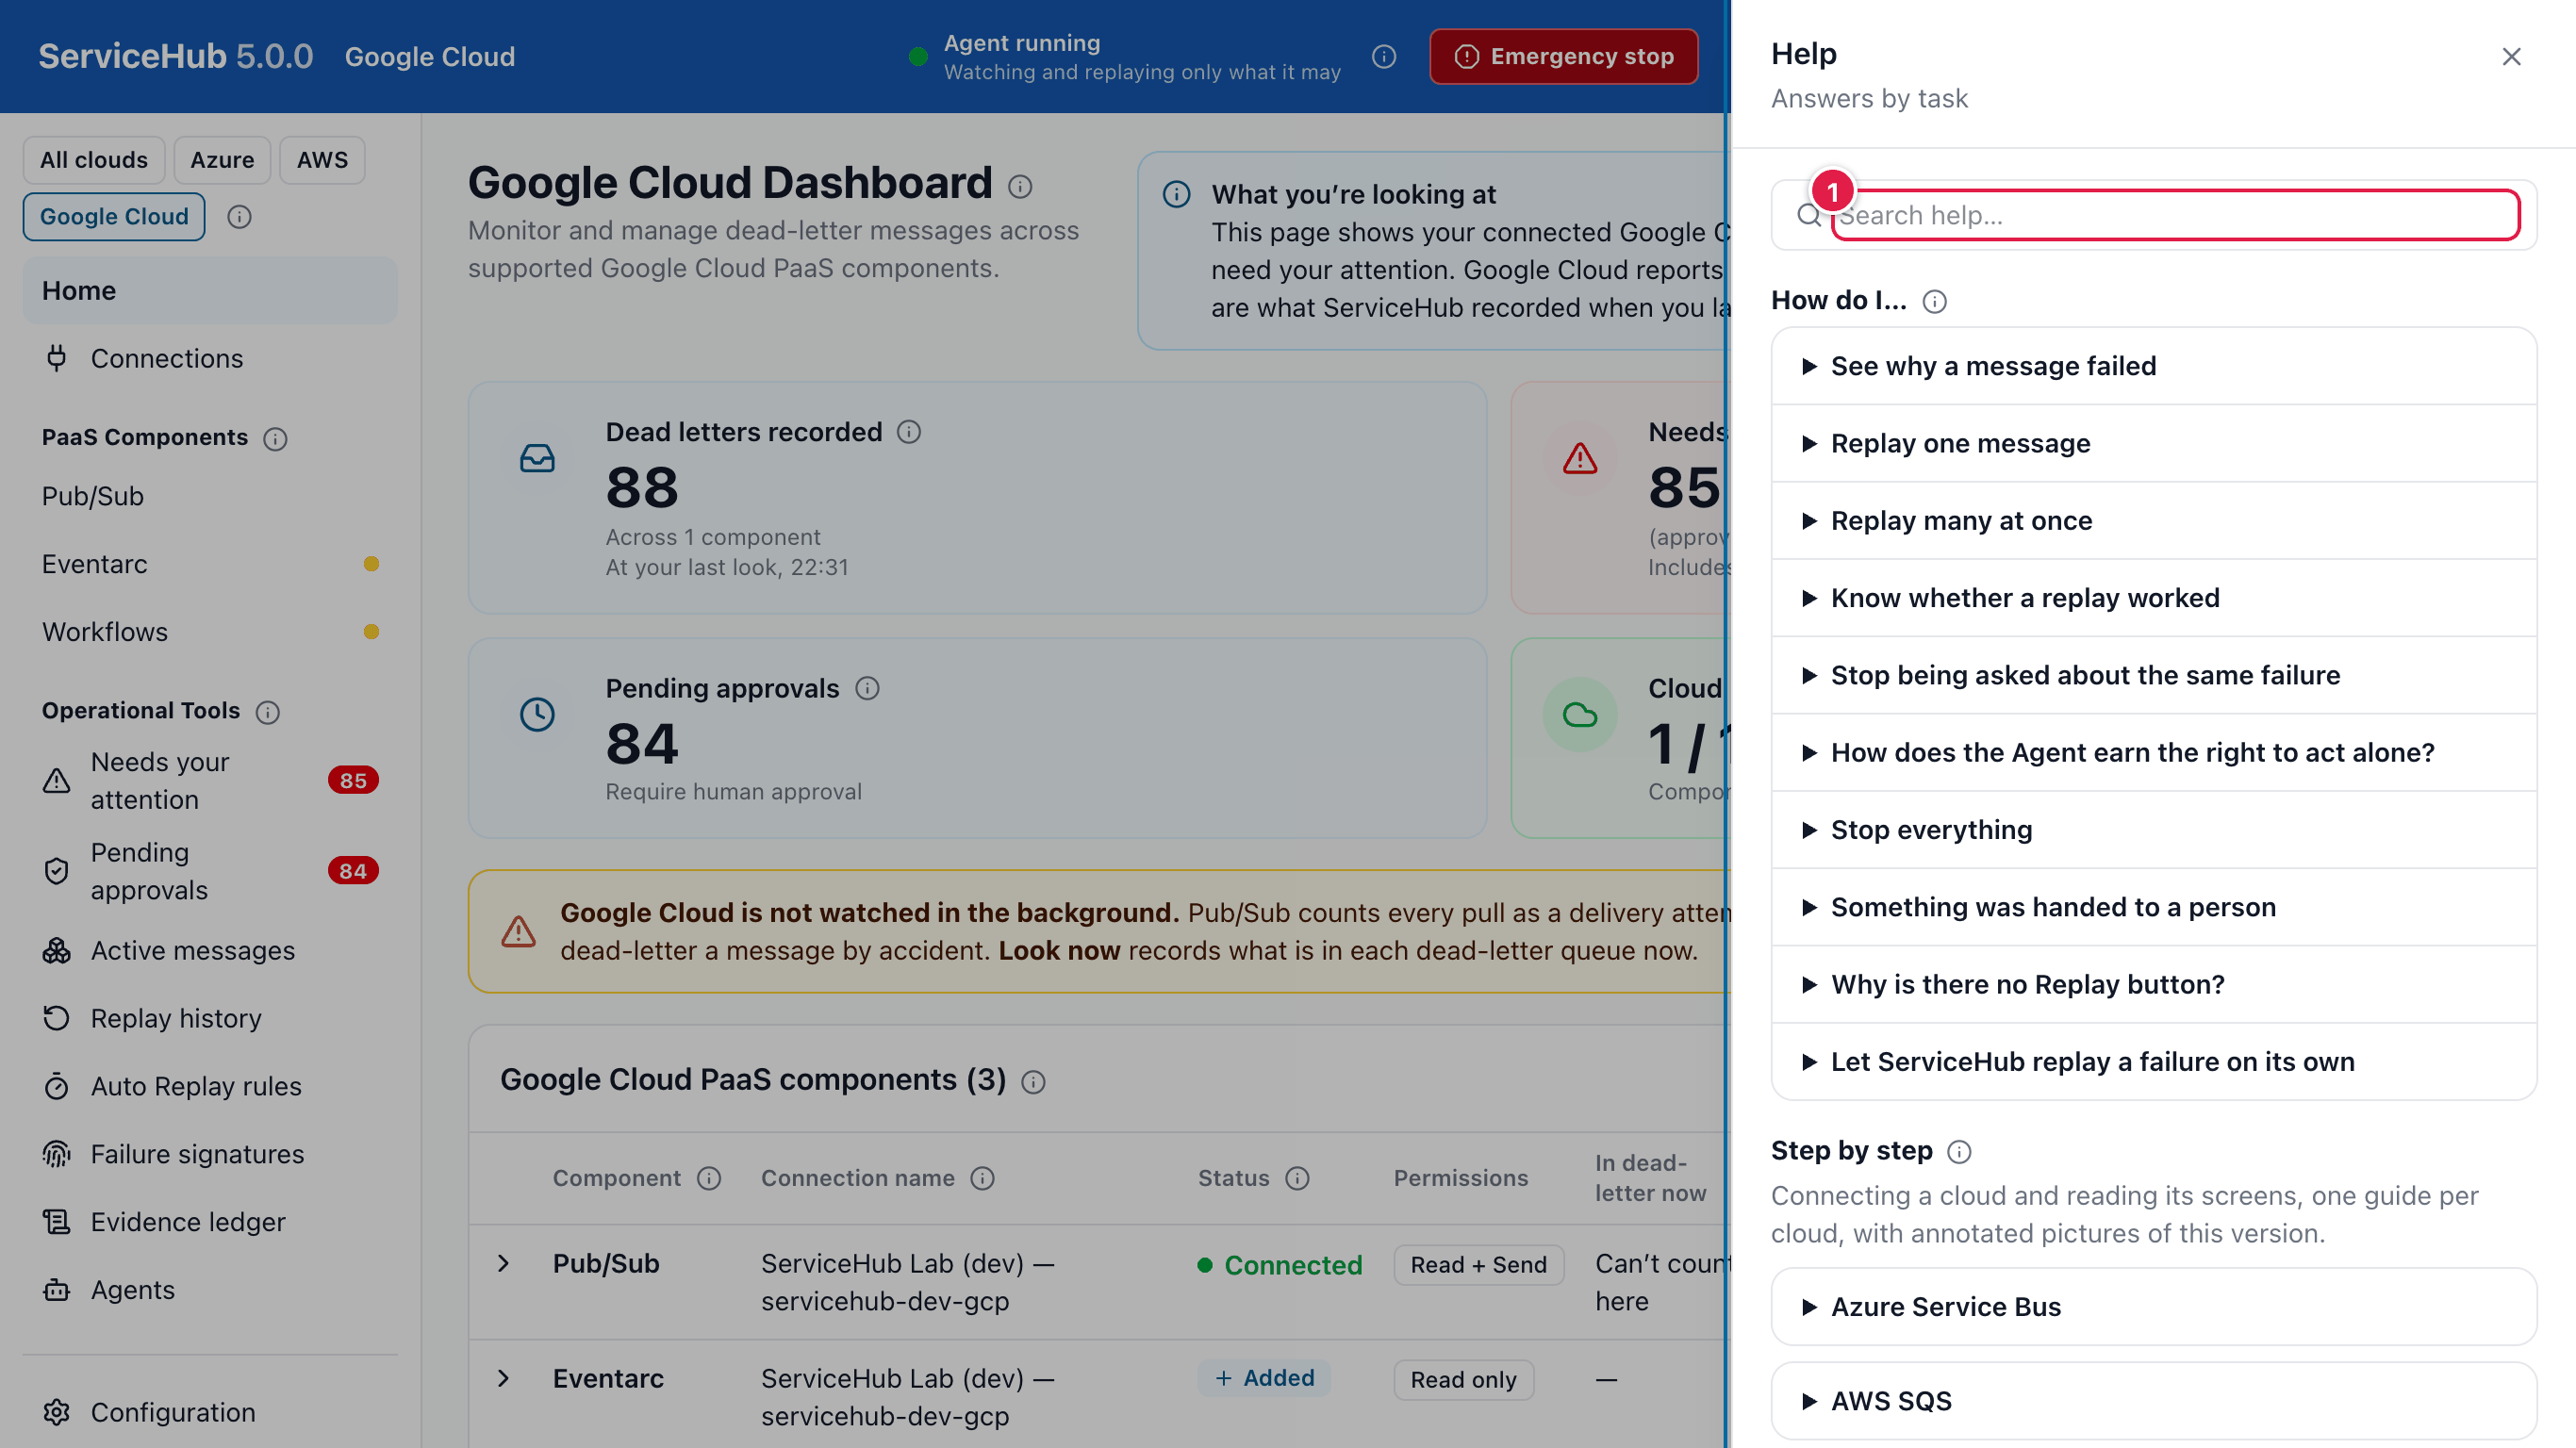 ServiceHub 5.0.0 Google Cloud
Agent running
Watching and replaying only what it may
Emergency stop
All clouds
Azure
AWS
Google Cloud
Home
Connections
PaaS Components
Pub/Sub
Eventarc
Workflows
Operational Tools
Needs your
attention
85
Pending
approvals
84
Active messages
Replay history
Auto Replay rules
Failure signatures
Evidence ledger
Agents
Configuration
Google Cloud Dashboard
Monitor and manage dead-letter messages across
supported Google Cloud PaaS components.
What you’re looking at
This page shows your connected Google
need your attention. Google Cloud reports
are what ServiceHub recorded when you
Dead letters recorded
88
Across 1 component
At your last look, 22:31
Needs
85
Pending approvals
84
Require human approval
Cloud
1 /
Google Cloud is not watched in the background. Pub/Sub counts every pull as a delivery
dead-letter a message by accident. Look now records what is in each dead-letter queue now.
Google Cloud PaaS components (3)
Component
Connection name
Status
Permissions
In dead-
letter now
Pub/Sub
ServiceHub Lab (dev) —
servicehub-dev-gcp
Connected
Read + Send
Can’t count
here
Eventarc
ServiceHub Lab (dev) —
servicehub-dev-gcp
+ Added
Read only
—
Help
Answers by task
1
Search help...
How do I...
See why a message failed
Replay one message
Replay many at once
Know whether a replay worked
Stop being asked about the same failure
How does the Agent earn the right to act alone?
Stop everything
Something was handed to a person
Why is there no Replay button?
Let ServiceHub replay a failure on its own
Step by step
Connecting a cloud and reading its screens, one guide per
cloud, with annotated pictures of this version.
Azure Service Bus
AWS SQS